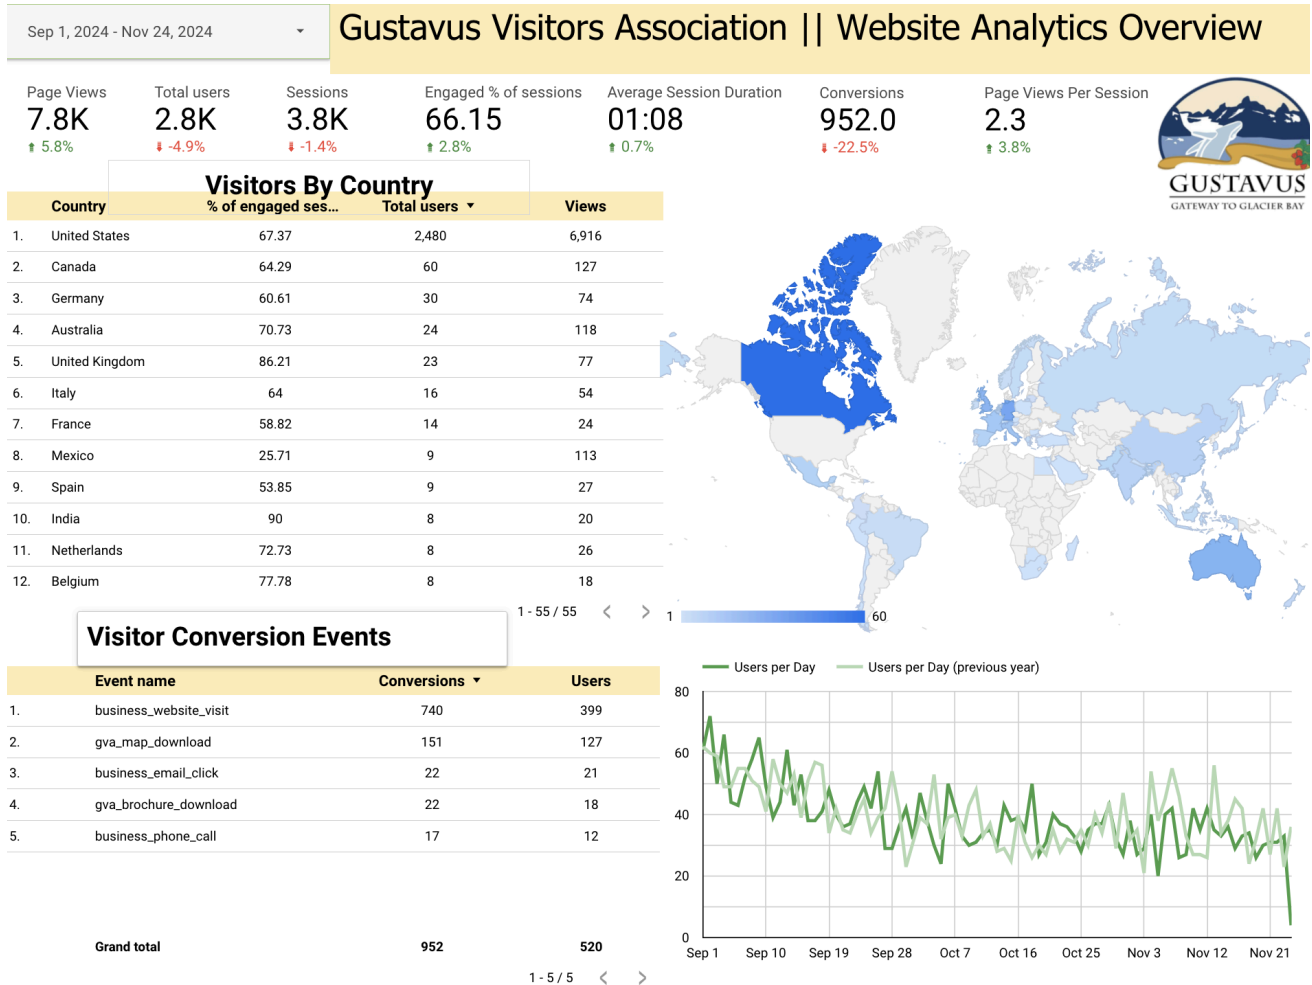 Sep 1, 2024 - Nov 24, 2024
Gustavus Visitors Association || Website Analytics Overview
Page Views
7.8K
5.8%
Total users
2.8K
-4.9%
Sessions
3.8K
-1.4%
Engaged % of sessions
66.15
2.8%
Average Session Duration
01:08
0.7%
Conversions
952.0
-22.5%
Page Views Per Session
2.3
3.8%
GUSTAVUS
GATEWAY TO GLACIER BAY
Visitors By Country
Country % of engaged ses... Total users Views
1. United States 67.37 2,480 6,916
2. Canada 64.29 60 127
3. Germany 60.61 30 74
4. Australia 70.73 24 118
5. United Kingdom 86.21 23 77
6. Italy 64 16 54
7. France 58.82 14 24
8. Mexico 25.71 9 113
9. Spain 53.85 9 27
10. India 90 8 20
11. Netherlands 72.73 8 26
12. Belgium 77.78 8 18
1 - 55 / 55
1 60
Visitor Conversion Events
Event name Conversions Users
1. business_website_visit 740 399
2. gva_map_download 151 127
3. business_email_click 22 21
4. gva_brochure_download 22 18
5. business_phone_call 17 12
Grand total 952 520
1 - 5 / 5
Users per Day Users per Day (previous year)
80
60
40
20
0
Sep 1 Sep 10 Sep 19 Sep 28 Oct 7 Oct 16 Oct 25 Nov 3 Nov 12 Nov 21